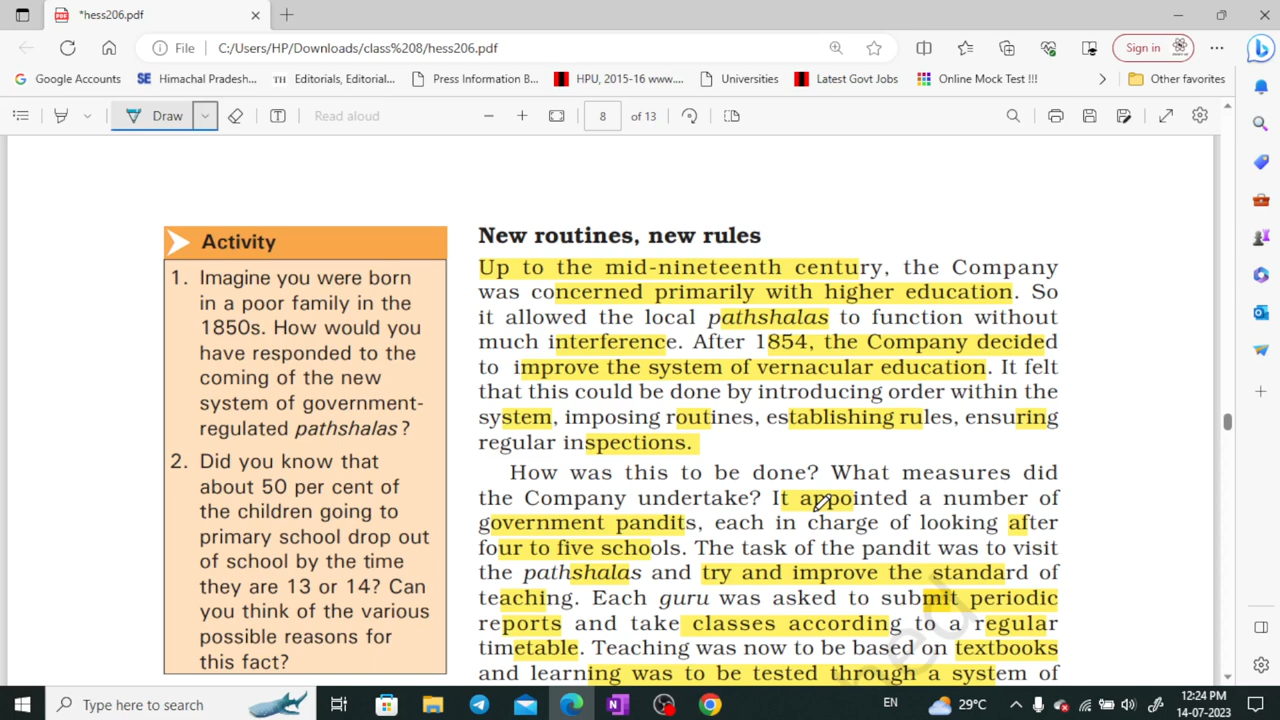 *hess206.pdf
File
C:/Users/HP/Downloads/class%208/hess206.pdf
Sign in
Google Accounts
SE Himachal Pradesh...
TH Editorials, Editorial...
Press Information B...
HPU, 2015-16 www....
Universities
Latest Govt Jobs
Online Mock Test !!!
Other favorites
Draw
Read aloud
8 of 13
Activity
1. Imagine you were born
in a poor family in the
1850s. How would you
have responded to the
coming of the new
system of government-
regulated pathshalas?
2. Did you know that
about 50 per cent of
the children going to
primary school drop out
of school by the time
they are 13 or 14? Can
you think of the various
possible reasons for
this fact?
New routines, new rules
Up to the mid-nineteenth century, the Company
was concerned primarily with higher education. So
it allowed the local pathshalas to function without
much interference. After 1854, the Company decided
to improve the system of vernacular education. It felt
that this could be done by introducing order within the
system, imposing routines, establishing rules, ensuring
regular inspections.
How was this to be done? What measures did
the Company undertake? It appointed a number of
government pandits, each in charge of looking after
four to five schools. The task of the pandit was to visit
the pathshalas and try and improve the standard of
teaching. Each guru was asked to submit periodic
reports and take classes according to a regular
timetable. Teaching was now to be based on textbooks
and learning was to be tested through a system of
Type here to search
EN
29°C
12:24 PM
14-07-2023